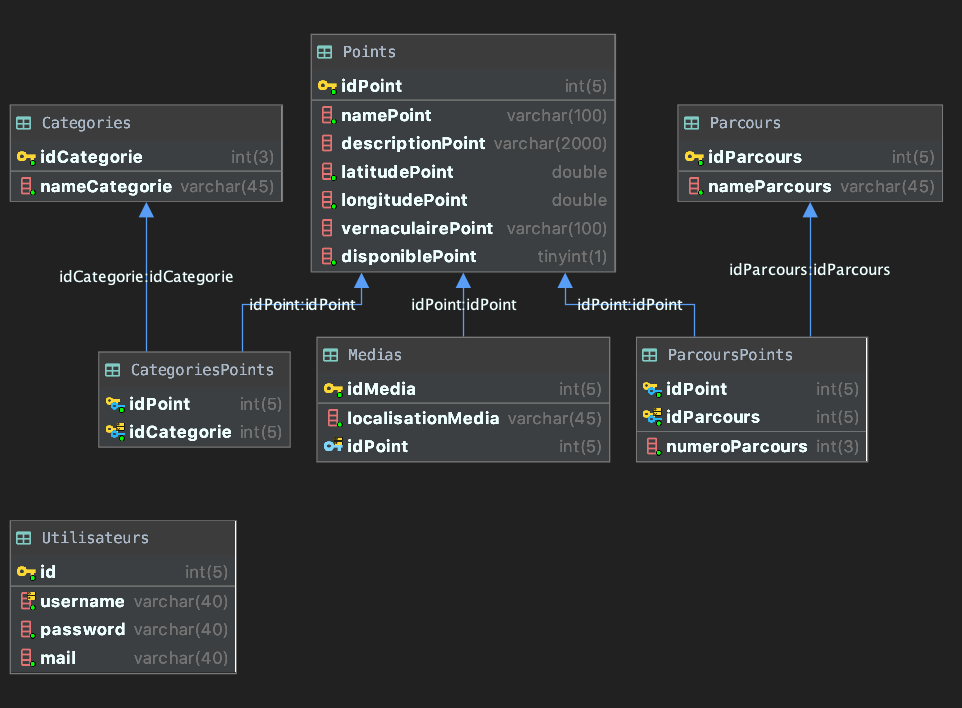 Points
idPoint int(5)
namePoint varchar(100)
descriptionPoint varchar(2000)
latitudePoint double
longitudePoint double
vernaculairePoint varchar(100)
disponiblePoint tinyint(1)
Categories
idCategorie int(3)
nameCategorie varchar(45)
Parcours
idParcours int(5)
nameParcours varchar(45)
idCategorie:idCategorie
idPoint:idPoint
idPoint:idPoint
idPoint:idPoint
idParcours:idParcours
CategoriesPoints
idPoint int(5)
idCategorie int(5)
Medias
idMedia int(5)
localisationMedia varchar(45)
idPoint int(5)
ParcoursPoints
idPoint int(5)
idParcours int(5)
numeroParcours int(3)
Utilisateurs
id int(5)
username varchar(40)
password varchar(40)
mail varchar(40)